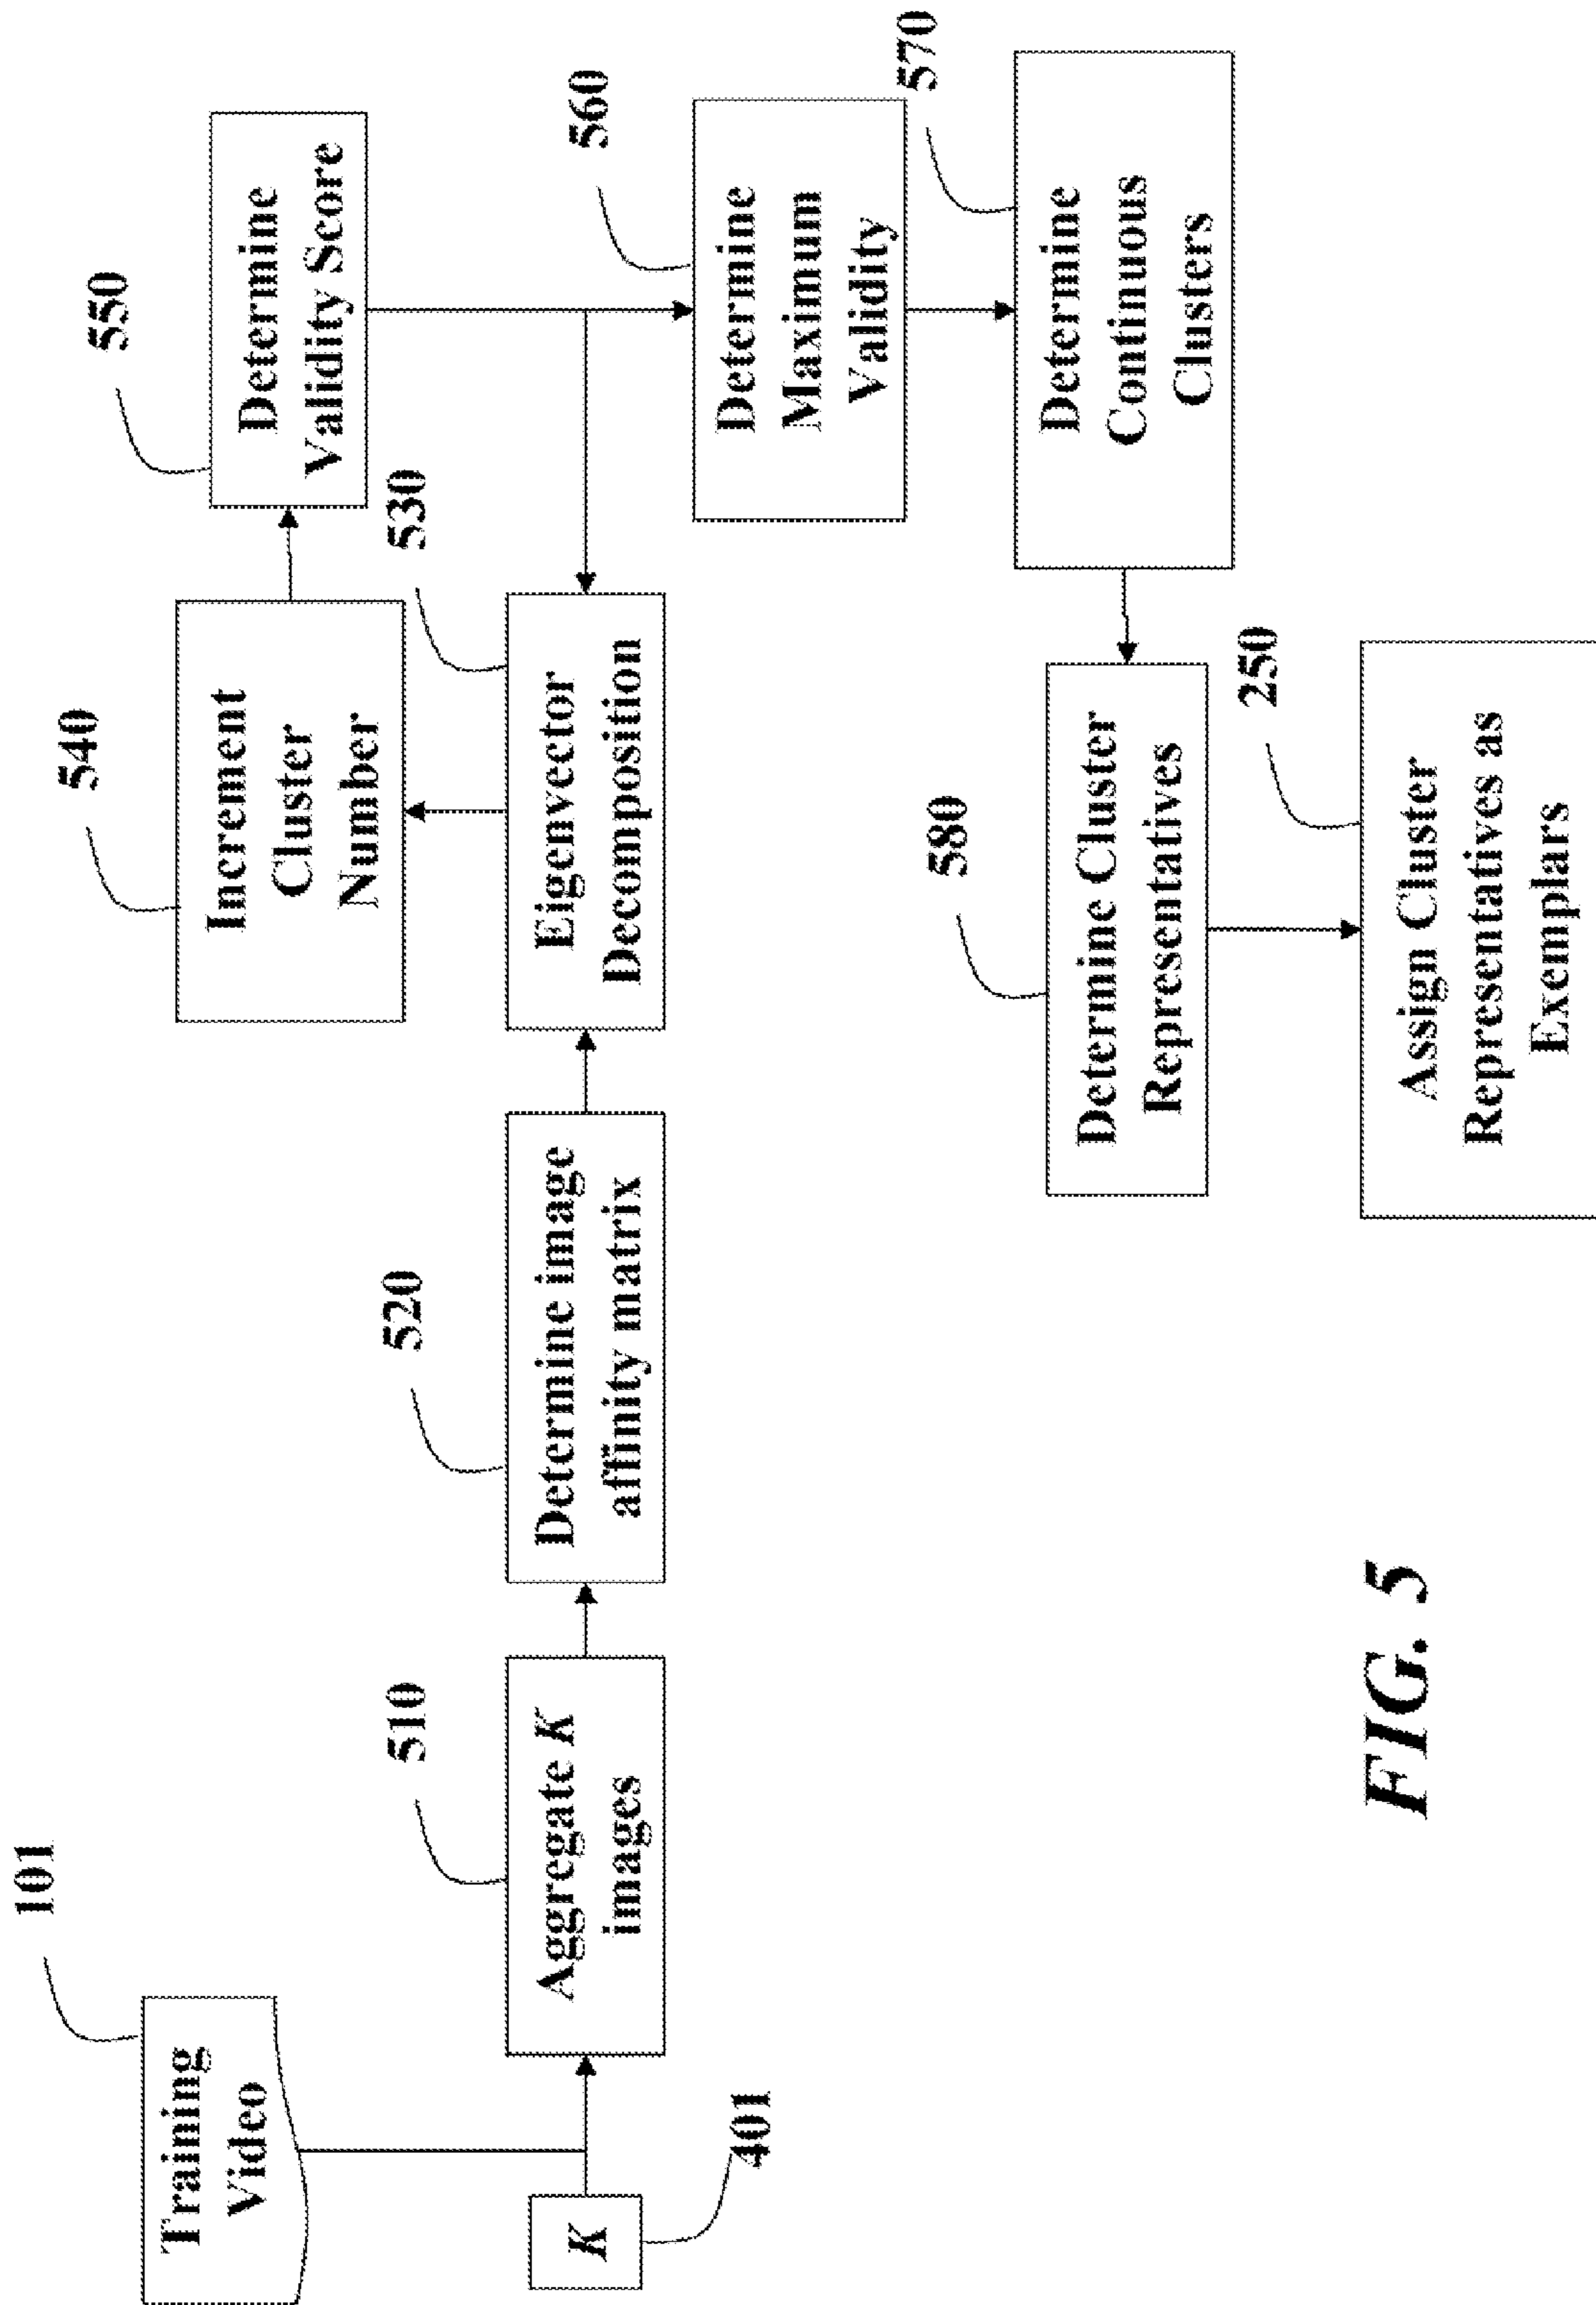 101
Training
Video
K
401
510
Aggregate K
images
520
Determine image
affinity matrix
530
Eigenvector
Decomposition
540
Increment
Cluster
Number
550
Determine
Validity Score
560
Determine
Maximum
Validity
570
Determine
Continuous
Clusters
580
Determine Cluster
Representatives
250
Assign Cluster
Representatives as
Exemplars
FIG. 5